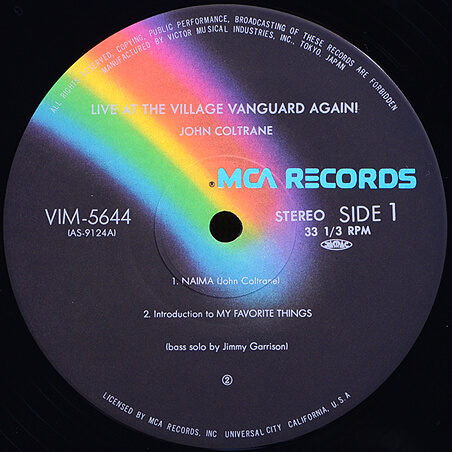 ALL RIGHTS RESERVED. COPYING, PUBLIC PERFORMANCE, BROADCASTING OF THESE RECORDS ARE FORBIDDEN
MANUFACTURED BY VICTOR MUSICAL INDUSTRIES, INC., TOKYO, JAPAN
LIVE AT THE VILLAGE VANGUARD AGAIN!
JOHN COLTRANE
®MCA RECORDS
VIM-5644
(AS-9124A)
STEREO SIDE 1
33 1/3 RPM
1. NAIMA (John Coltrane)
2. Introduction to MY FAVORITE THINGS
(bass solo by Jimmy Garrison)
②
LICENSED BY MCA RECORDS, INC UNIVERSAL CITY CALIFORNIA, U.S.A